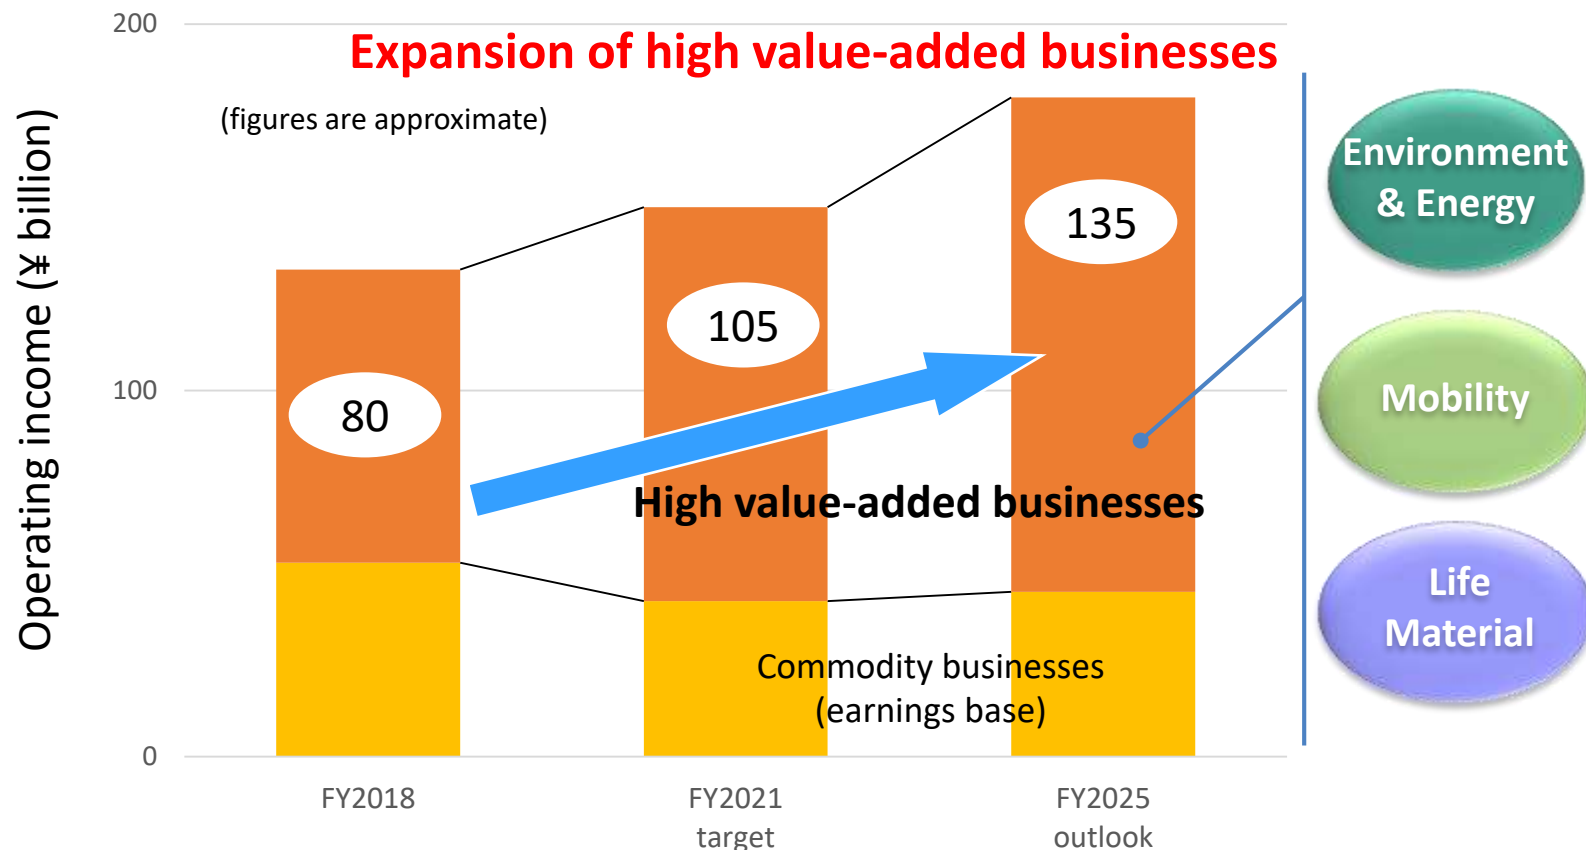 Expansion of high value-added businesses
(figures are approximate)
Operating income (¥ billion)
200
100
0
80
105
135
High value-added businesses
Commodity businesses
(earnings base)
FY2018
FY2021
target
FY2025
outlook
Environment
& Energy
Mobility
Life
Material